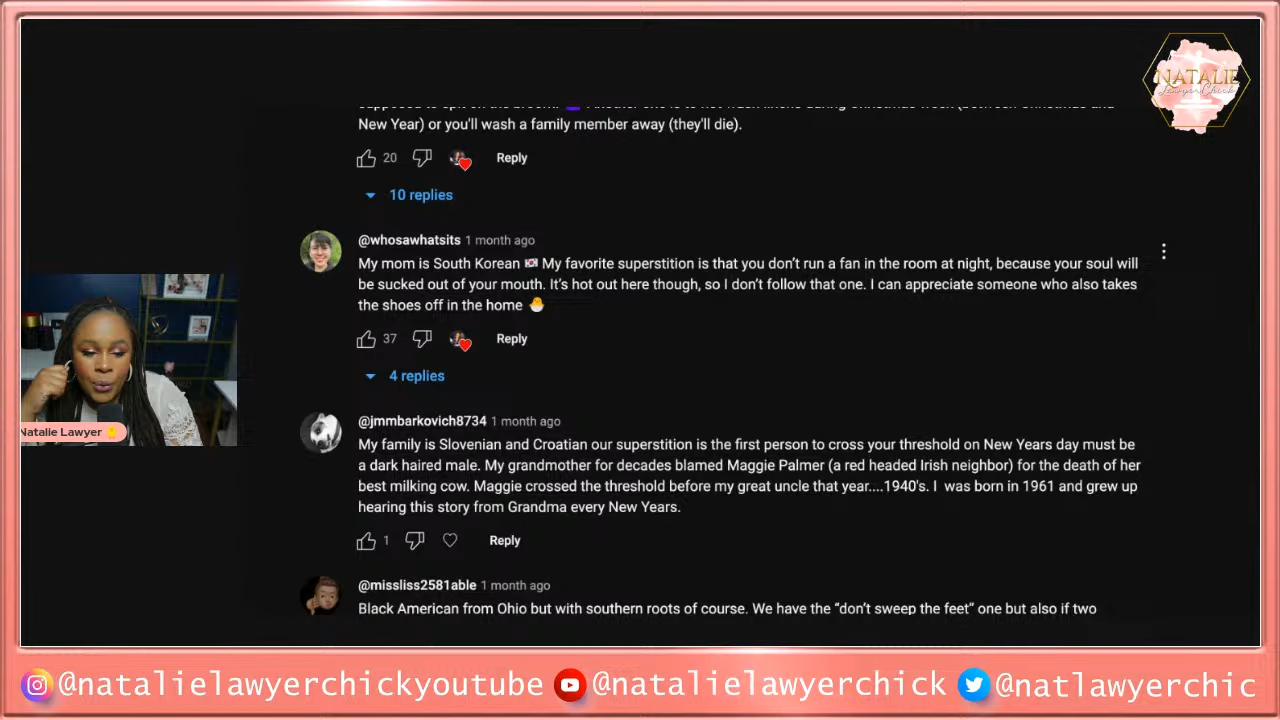 NATALIE
LawyerChick
New Year) or you'll wash a family member away (they'll die).
20
Reply
10 replies
@whosawhatsits 1 month ago
My mom is South Korean 🇰🇷 My favorite superstition is that you don't run a fan in the room at night, because your soul will
be sucked out of your mouth. It's hot out here though, so I don't follow that one. I can appreciate someone who also takes
the shoes off in the home 🐣
37
Reply
4 replies
@jmmbarkovich8734 1 month ago
My family is Slovenian and Croatian our superstition is the first person to cross your threshold on New Years day must be
a dark haired male. My grandmother for decades blamed Maggie Palmer (a red headed Irish neighbor) for the death of her
best milking cow. Maggie crossed the threshold before my great uncle that year....1940's. I was born in 1961 and grew up
hearing this story from Grandma every New Years.
1
Reply
@missliss2581able 1 month ago
Black American from Ohio but with southern roots of course. We have the “don't sweep the feet” one but also if two
Natalie Lawyer
@natalielawyerchickyoutube @natalielawyerchick @natlawyerchic